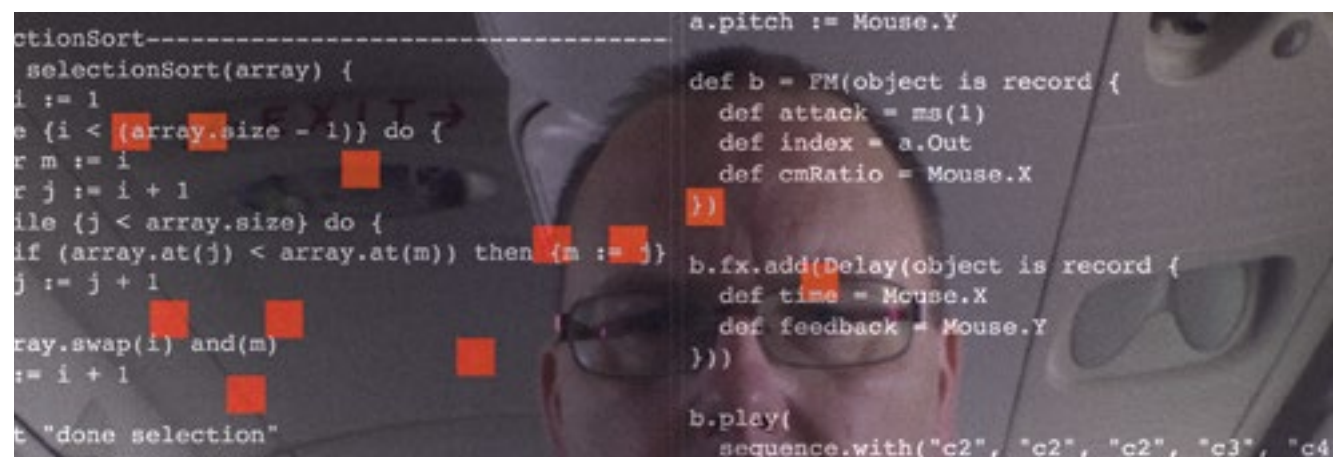 ctionSort-----------------------------------
selectionSort(array) {
i := 1
e {i < (array.size - 1)} do {
r m := i
r j := i + 1
ile {j < array.size} do {
if (array.at(j) < array.at(m)) then {m := j}
j := j + 1
ray.swap(i) and(m)
:= i + 1
t "done selection"
EXIT→
a.pitch := Mouse.Y
def b = FM(object is record {
def attack = ms(1)
def index = a.Out
def cmRatio = Mouse.X
})
b.fx.add(Delay(object is record {
def time = Mouse.X
def feedback = Mouse.Y
}))
b.play(
sequence.with("c2", "c2", "c2", "c3", "c4